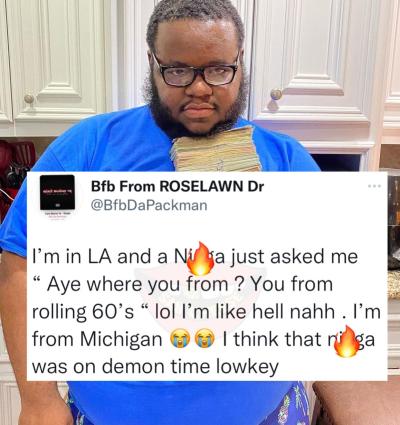 Bfb From ROSELAWN Dr
@BfbDaPackman
I'm in LA and a Ni🔥ga just asked me
“ Aye where you from ? You from
rolling 60's “ lol I'm like hell nahh . I'm
from Michigan 😭😭 I think that n🔥ga
was on demon time lowkey